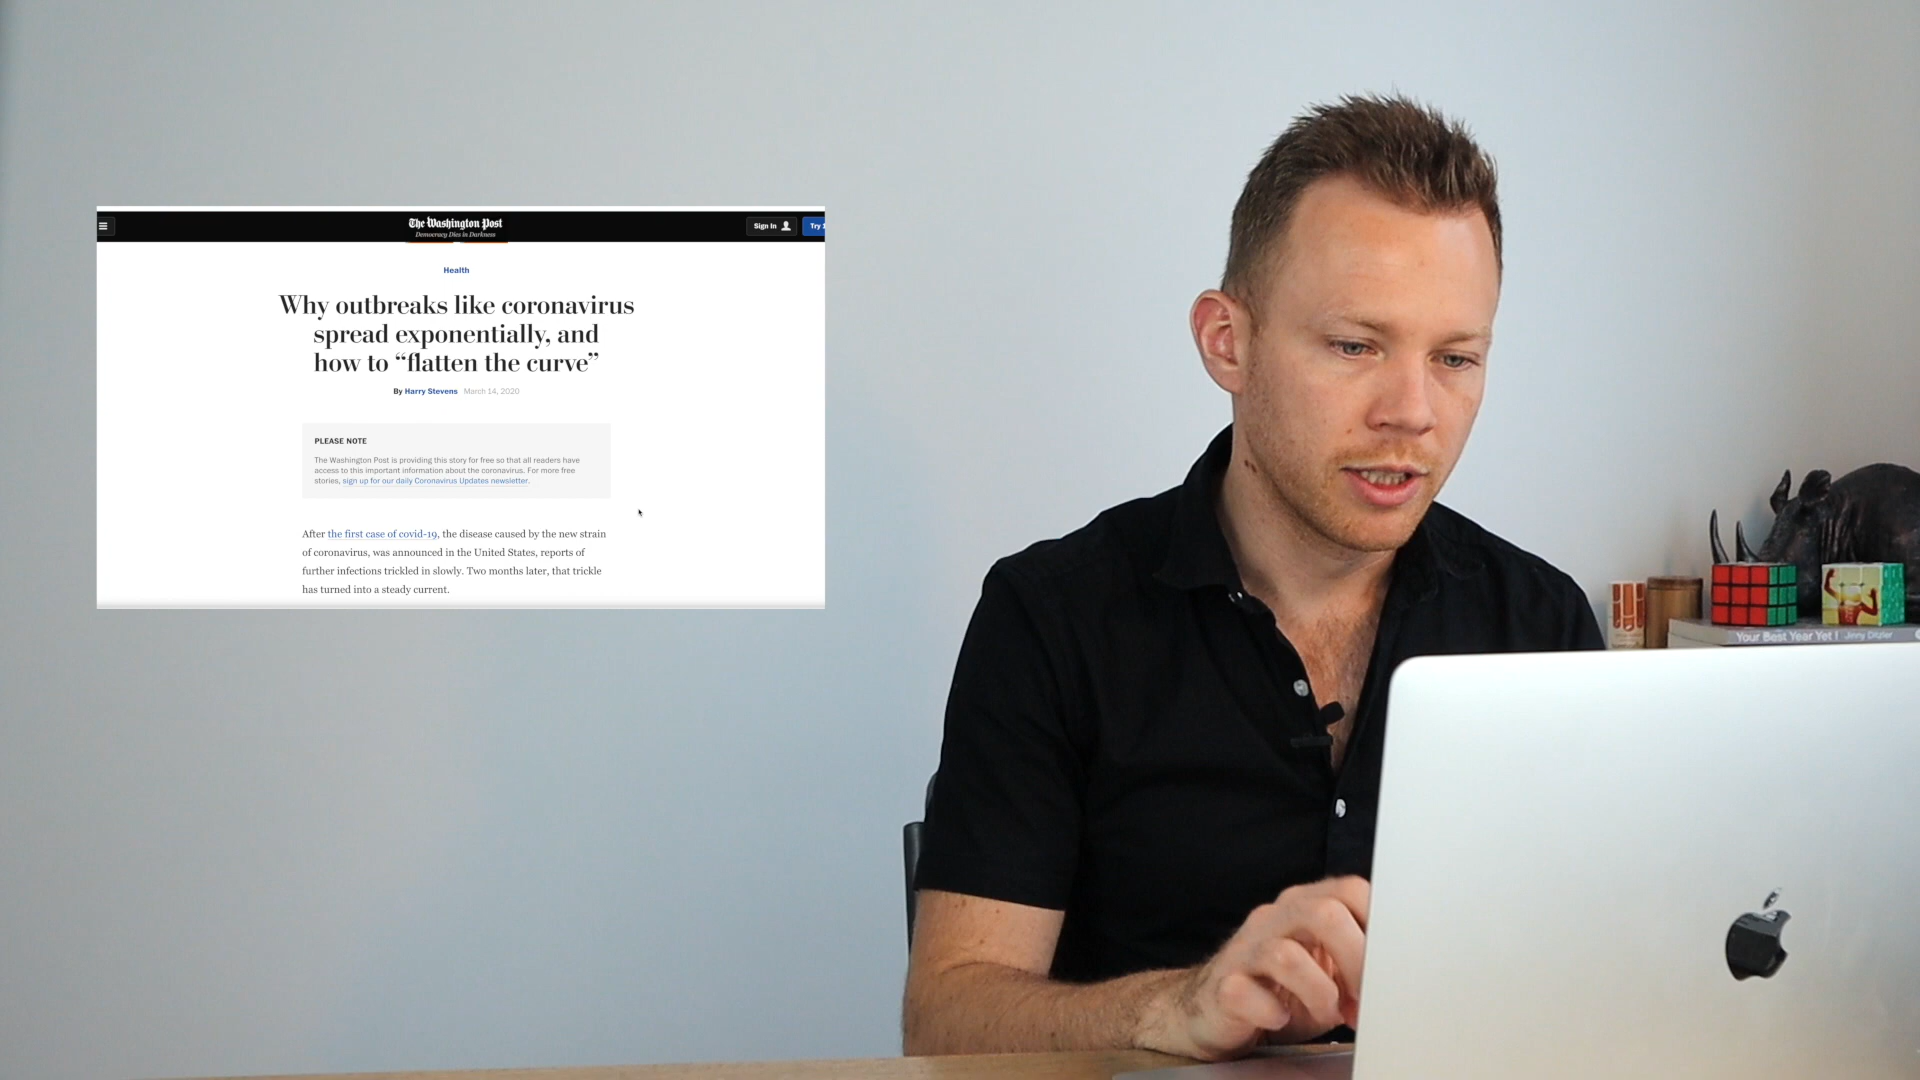 The Washington Post
Democracy Dies in Darkness
Sign In
Try
Health
Why outbreaks like coronavirus
spread exponentially, and
how to “flatten the curve”
By Harry Stevens March 14, 2020
PLEASE NOTE
The Washington Post is providing this story for free so that all readers have
access to this important information about the coronavirus. For more free
stories, sign up for our daily Coronavirus Updates newsletter.
After the first case of covid-19, the disease caused by the new strain
of coronavirus, was announced in the United States, reports of
further infections trickled in slowly. Two months later, that trickle
has turned into a steady current.
Your Best Year Yet! Jinny Ditzler